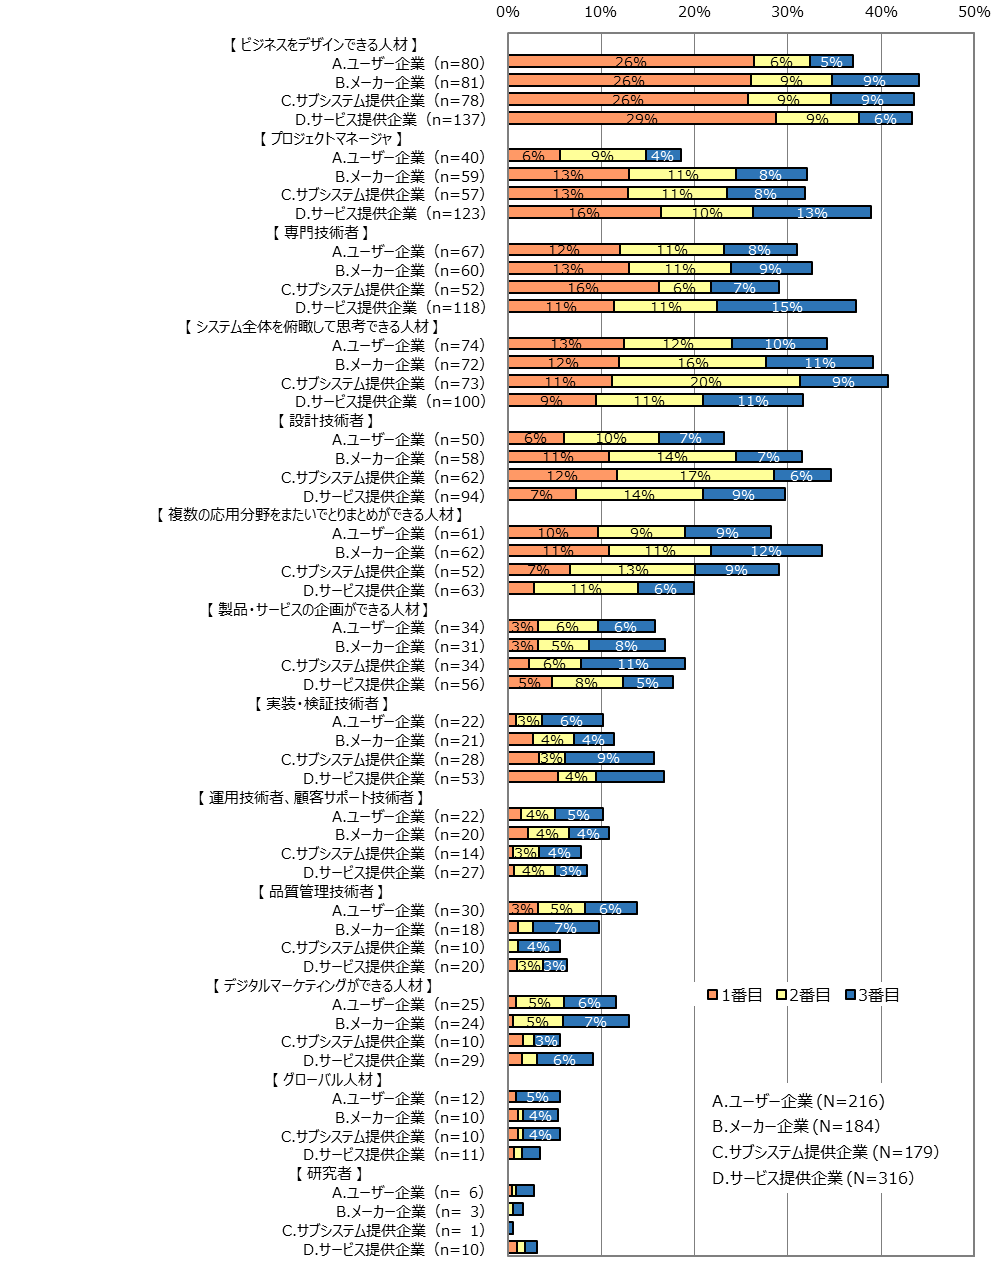 0% 10% 20% 30% 40% 50%
【 ビジネスをデザインできる人材 】
A.ユーザー企業（n=80） 26% 6% 5%
B.メーカー企業（n=81） 26% 9% 9%
C.サブシステム提供企業（n=78） 26% 9% 9%
D.サービス提供企業（n=137） 29% 9% 6%
【 プロジェクトマネージャ 】
A.ユーザー企業（n=40） 6% 9% 4%
B.メーカー企業（n=59） 13% 11% 8%
C.サブシステム提供企業（n=57） 13% 11% 8%
D.サービス提供企業（n=123） 16% 10% 13%
【 専門技術者 】
A.ユーザー企業（n=67） 12% 11% 8%
B.メーカー企業（n=60） 13% 11% 9%
C.サブシステム提供企業（n=52） 16% 6% 7%
D.サービス提供企業（n=118） 11% 11% 15%
【 システム全体を俯瞰して思考できる人材 】
A.ユーザー企業（n=74） 13% 12% 10%
B.メーカー企業（n=72） 12% 16% 11%
C.サブシステム提供企業（n=73） 11% 20% 9%
D.サービス提供企業（n=100） 9% 11% 11%
【 設計技術者 】
A.ユーザー企業（n=50） 6% 10% 7%
B.メーカー企業（n=58） 11% 14% 7%
C.サブシステム提供企業（n=62） 12% 17% 6%
D.サービス提供企業（n=94） 7% 14% 9%
【 複数の応用分野をまたいでとりまとめができる人材 】
A.ユーザー企業（n=61） 10% 9% 9%
B.メーカー企業（n=62） 11% 11% 12%
C.サブシステム提供企業（n=52） 7% 13% 9%
D.サービス提供企業（n=63） 11% 6%
【 製品・サービスの企画ができる人材 】
A.ユーザー企業（n=34） 3% 6% 6%
B.メーカー企業（n=31） 3% 5% 8%
C.サブシステム提供企業（n=34） 6% 11%
D.サービス提供企業（n=56） 5% 8% 5%
【 実装・検証技術者 】
A.ユーザー企業（n=22） 3% 6%
B.メーカー企業（n=21） 4% 4%
C.サブシステム提供企業（n=28） 3% 9%
D.サービス提供企業（n=53） 4%
【 運用技術者、顧客サポート技術者 】
A.ユーザー企業（n=22） 4% 5%
B.メーカー企業（n=20） 4% 4%
C.サブシステム提供企業（n=14） 3% 4%
D.サービス提供企業（n=27） 4% 3%
【 品質管理技術者 】
A.ユーザー企業（n=30） 3% 5% 6%
B.メーカー企業（n=18） 7%
C.サブシステム提供企業（n=10） 4%
D.サービス提供企業（n=20） 3% 3%
【 デジタルマーケティングができる人材 】
1番目 2番目 3番目
A.ユーザー企業（n=25） 5% 6%
B.メーカー企業（n=24） 5% 7%
C.サブシステム提供企業（n=10） 3%
D.サービス提供企業（n=29） 6%
【 グローバル人材 】
A.ユーザー企業（n=12） 5%
B.メーカー企業（n=10） 4%
C.サブシステム提供企業（n=10） 4%
D.サービス提供企業（n=11）
【 研究者 】
A.ユーザー企業（n= 6）
B.メーカー企業（n= 3）
C.サブシステム提供企業（n= 1）
D.サービス提供企業（n=10）
A.ユーザー企業 (N=216)
B.メーカー企業 (N=184）
C.サブシステム提供企業 (N=179）
D.サービス提供企業 (N=316）